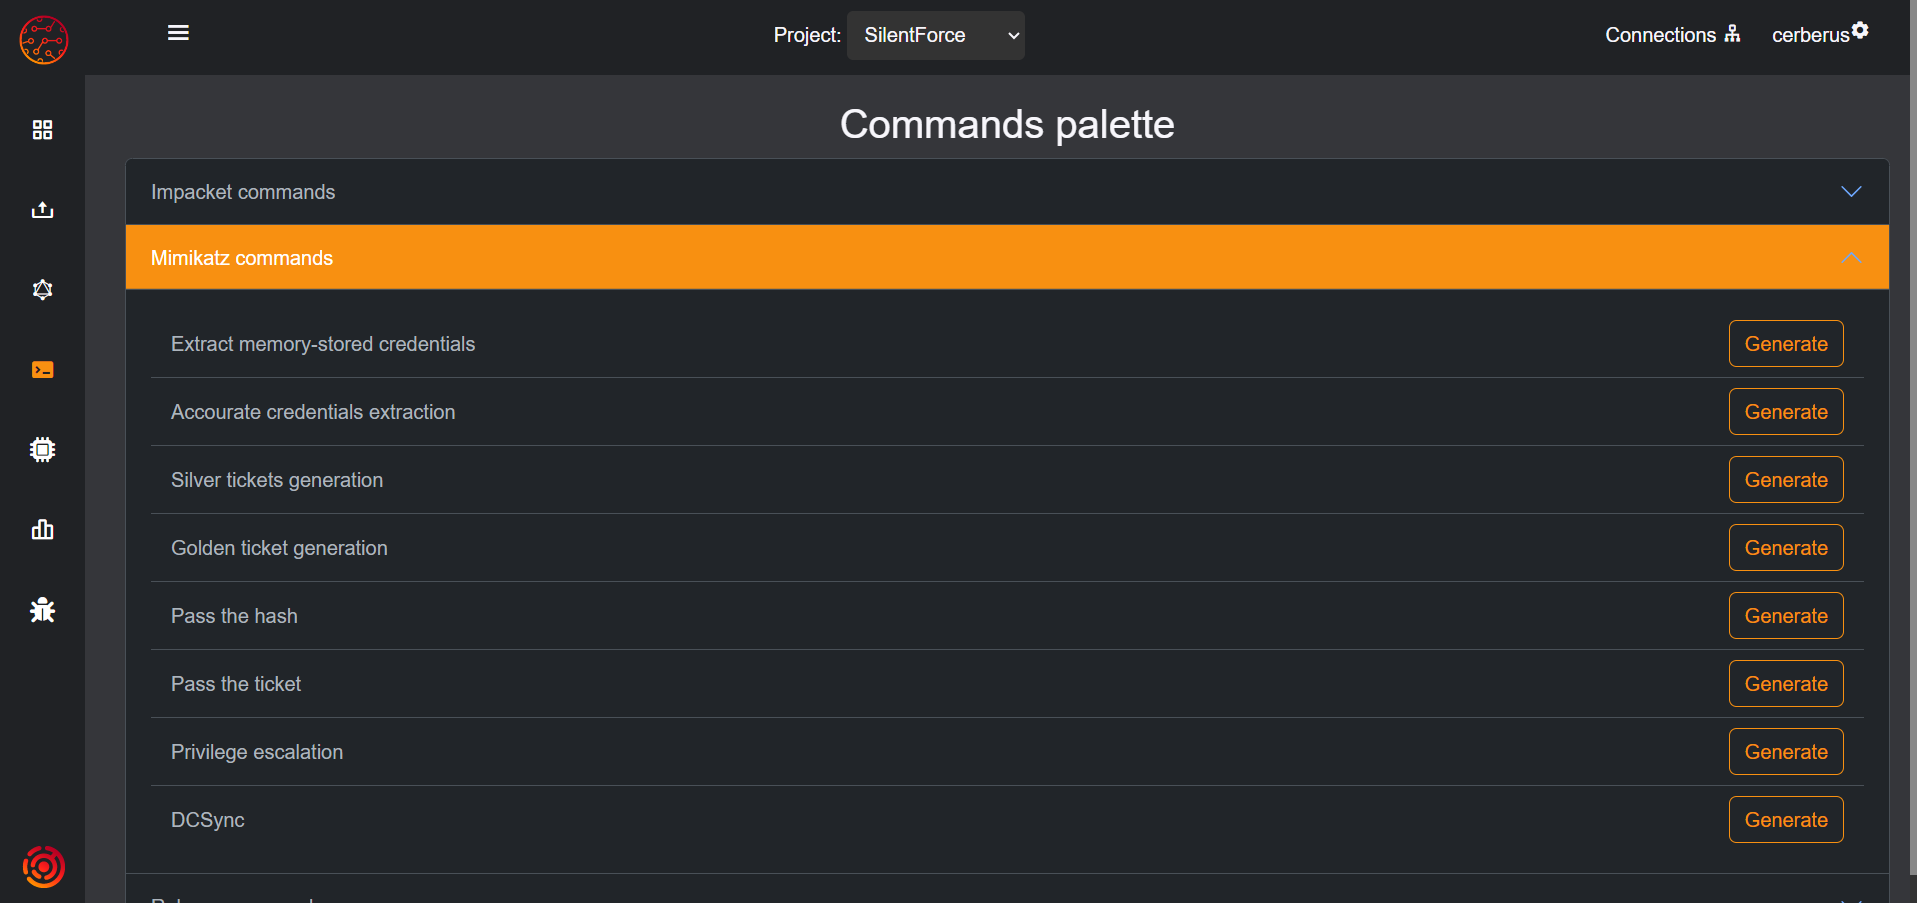 Project: SilentForce
Connections
cerberus
Commands palette
Impacket commands
Mimikatz commands
Extract memory-stored credentials Generate
Accourate credentials extraction Generate
Silver tickets generation Generate
Golden ticket generation Generate
Pass the hash Generate
Pass the ticket Generate
Privilege escalation Generate
DCSync Generate